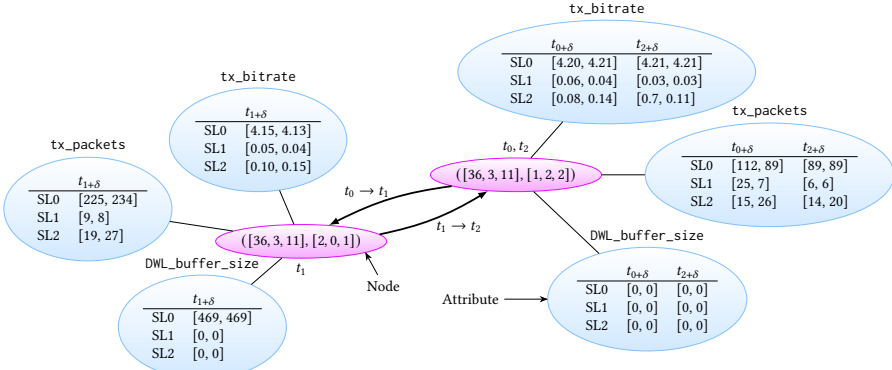 tx_bitrate
t0+δ t2+δ
SL0 [4.20, 4.21] [4.21, 4.21]
SL1 [0.06, 0.04] [0.03, 0.03]
SL2 [0.08, 0.14] [0.7, 0.11]
tx_bitrate
t1+δ
SL0 [4.15, 4.13]
SL1 [0.05, 0.04]
SL2 [0.10, 0.15]
tx_packets
t0+δ t2+δ
SL0 [112, 89] [89, 89]
SL1 [25, 7] [6, 6]
SL2 [15, 26] [14, 20]
tx_packets
t1+δ
SL0 [225, 234]
SL1 [9, 8]
SL2 [19, 27]
t0, t2
([36, 3, 11], [1, 2, 2])
t0 → t1
t1 → t2
([36, 3, 11], [2, 0, 1])
t1
Node
DWL_buffer_size
t1+δ
SL0 [469, 469]
SL1 [0, 0]
SL2 [0, 0]
DWL_buffer_size
t0+δ t2+δ
SL0 [0, 0] [0, 0]
SL1 [0, 0] [0, 0]
SL2 [0, 0] [0, 0]
Attribute